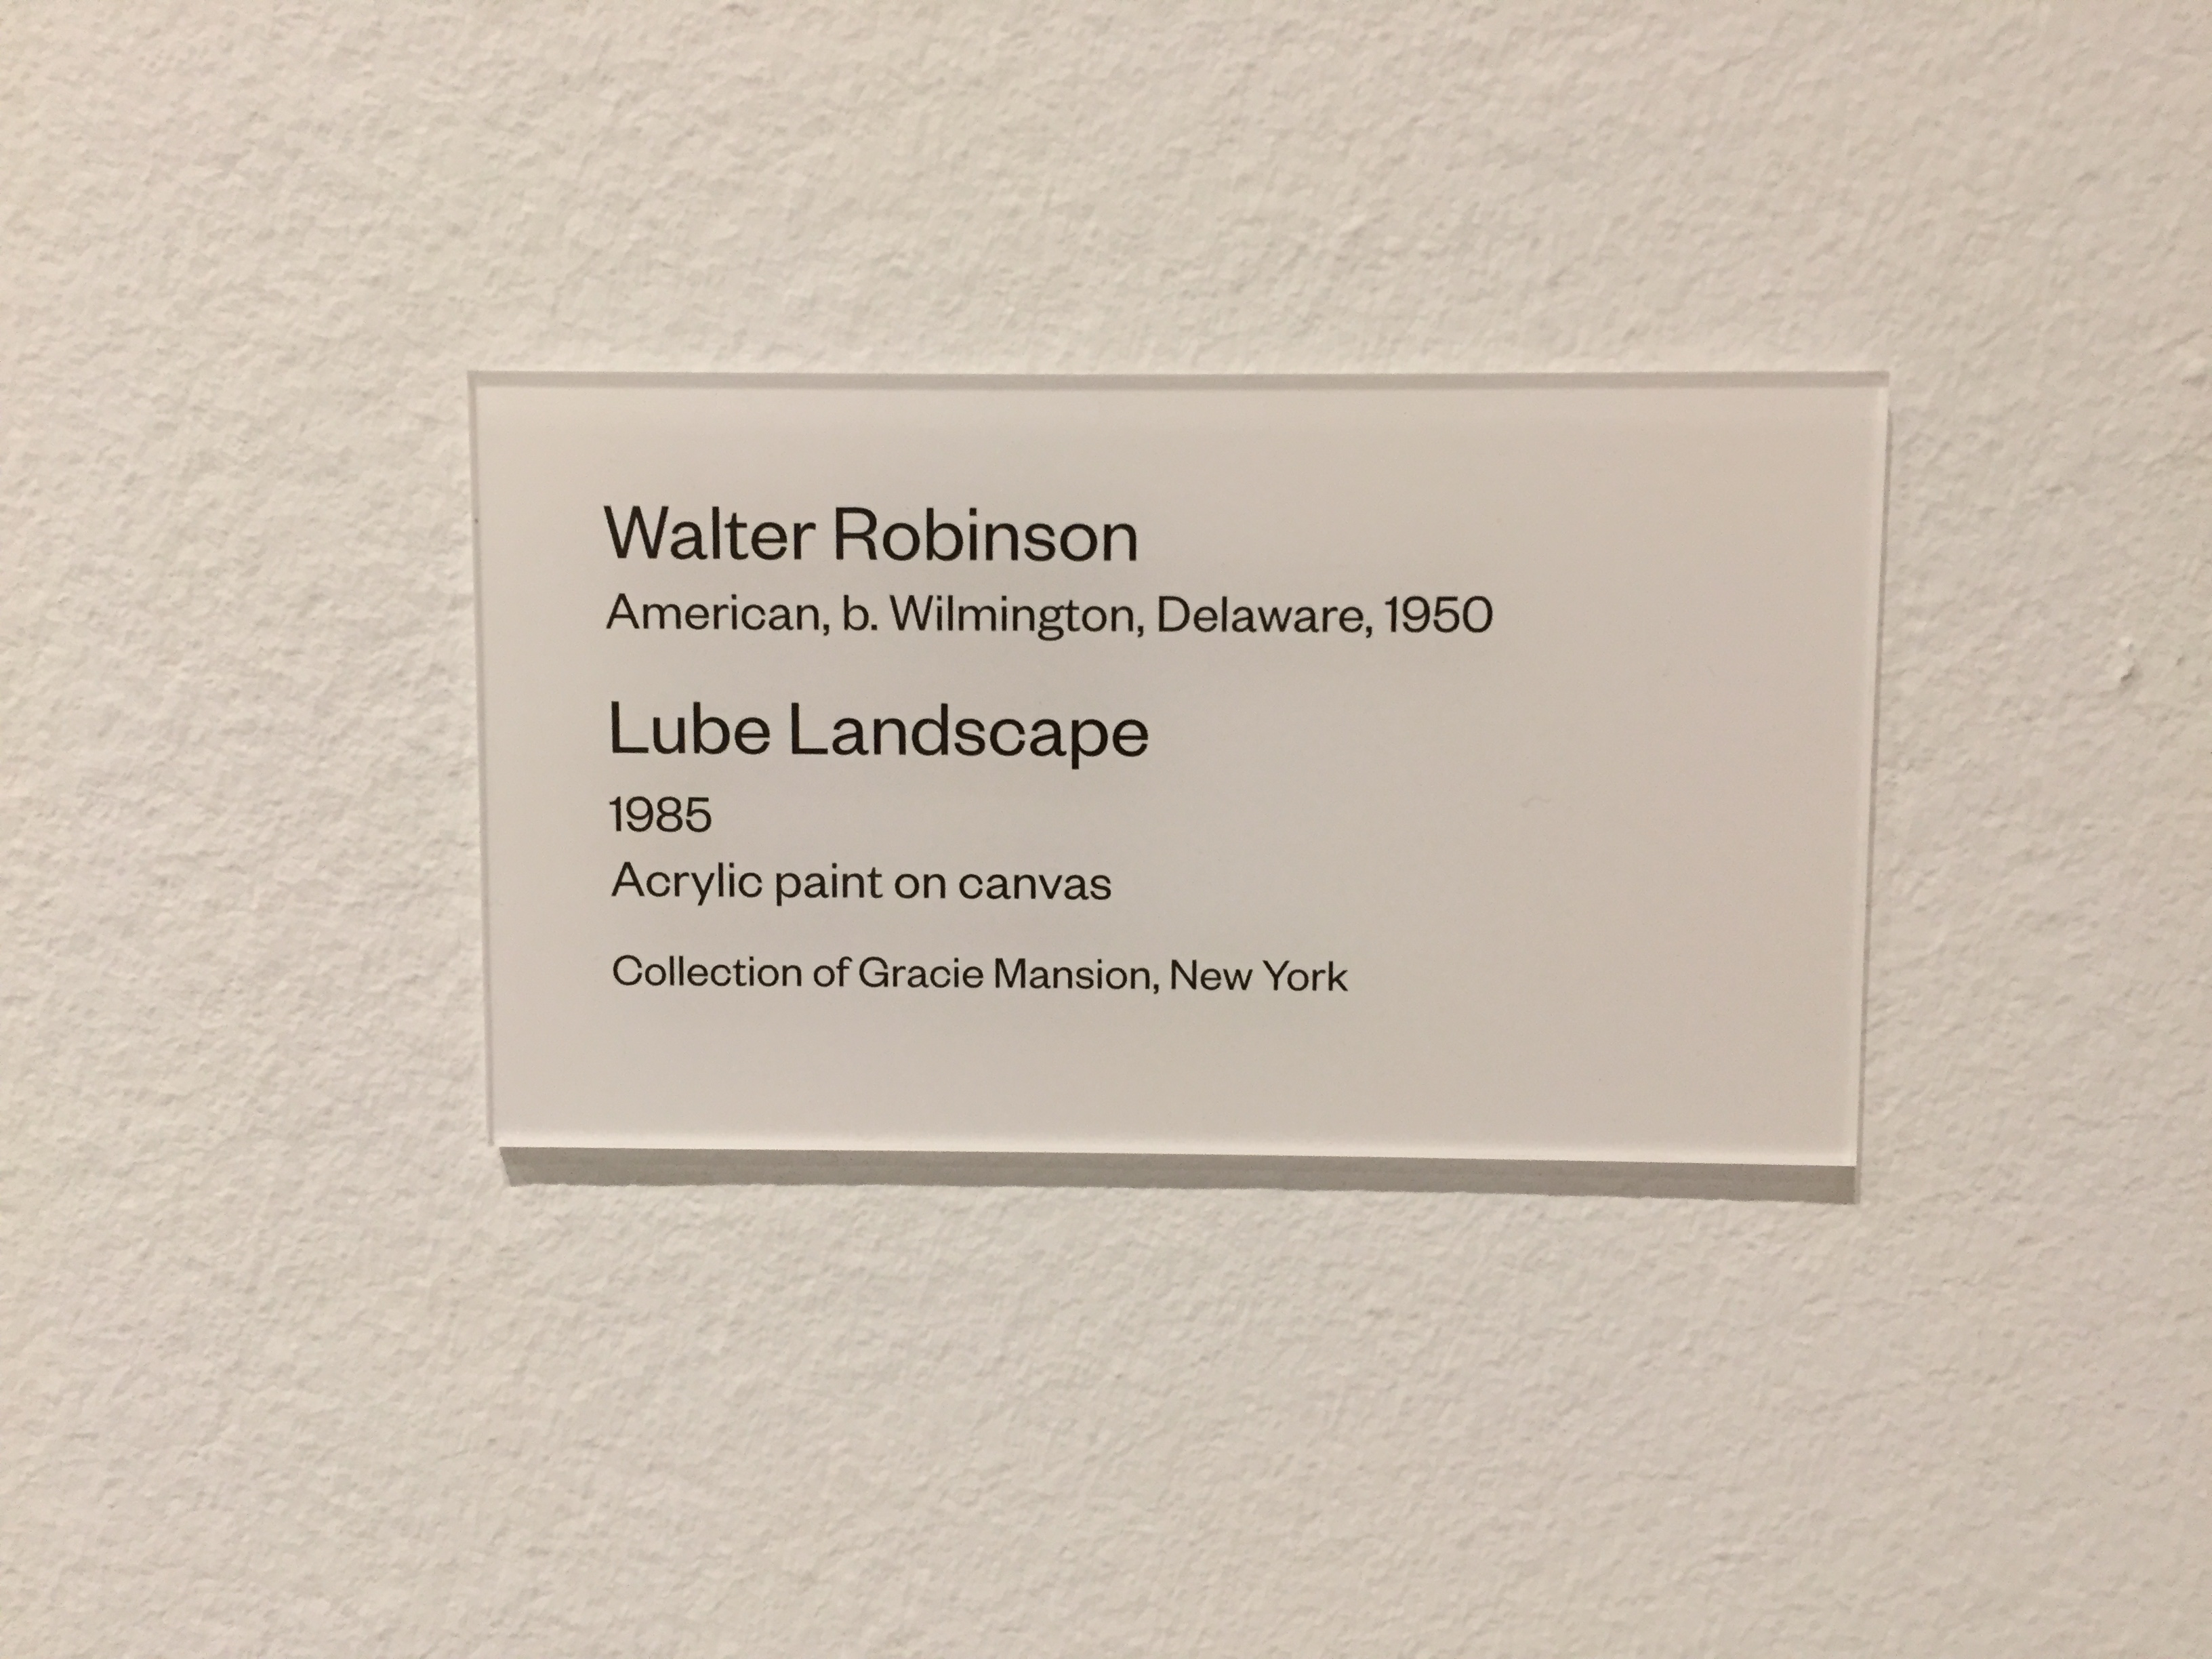 Walter Robinson
American, b. Wilmington, Delaware, 1950
Lube Landscape
1985
Acrylic paint on canvas
Collection of Gracie Mansion, New York